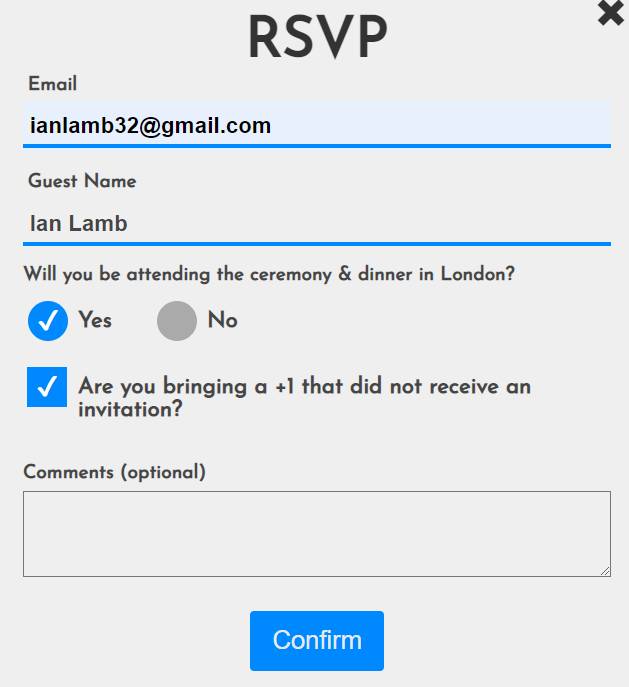 RSVP
Email
ianlamb32@gmail.com
Guest Name
Ian Lamb
Will you be attending the ceremony & dinner in London?
Yes No
Are you bringing a +1 that did not receive an
invitation?
Comments (optional)
Confirm